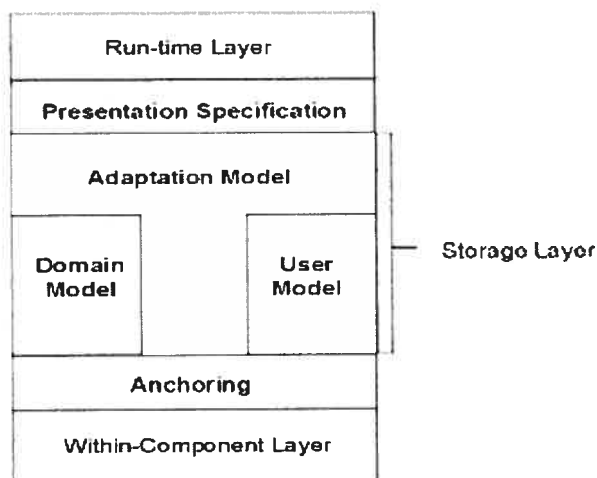 Run-time Layer
Presentation Specification
Adaptation Model
Storage Layer
Domain
Model
User
Model
Anchoring
Within-Component Layer